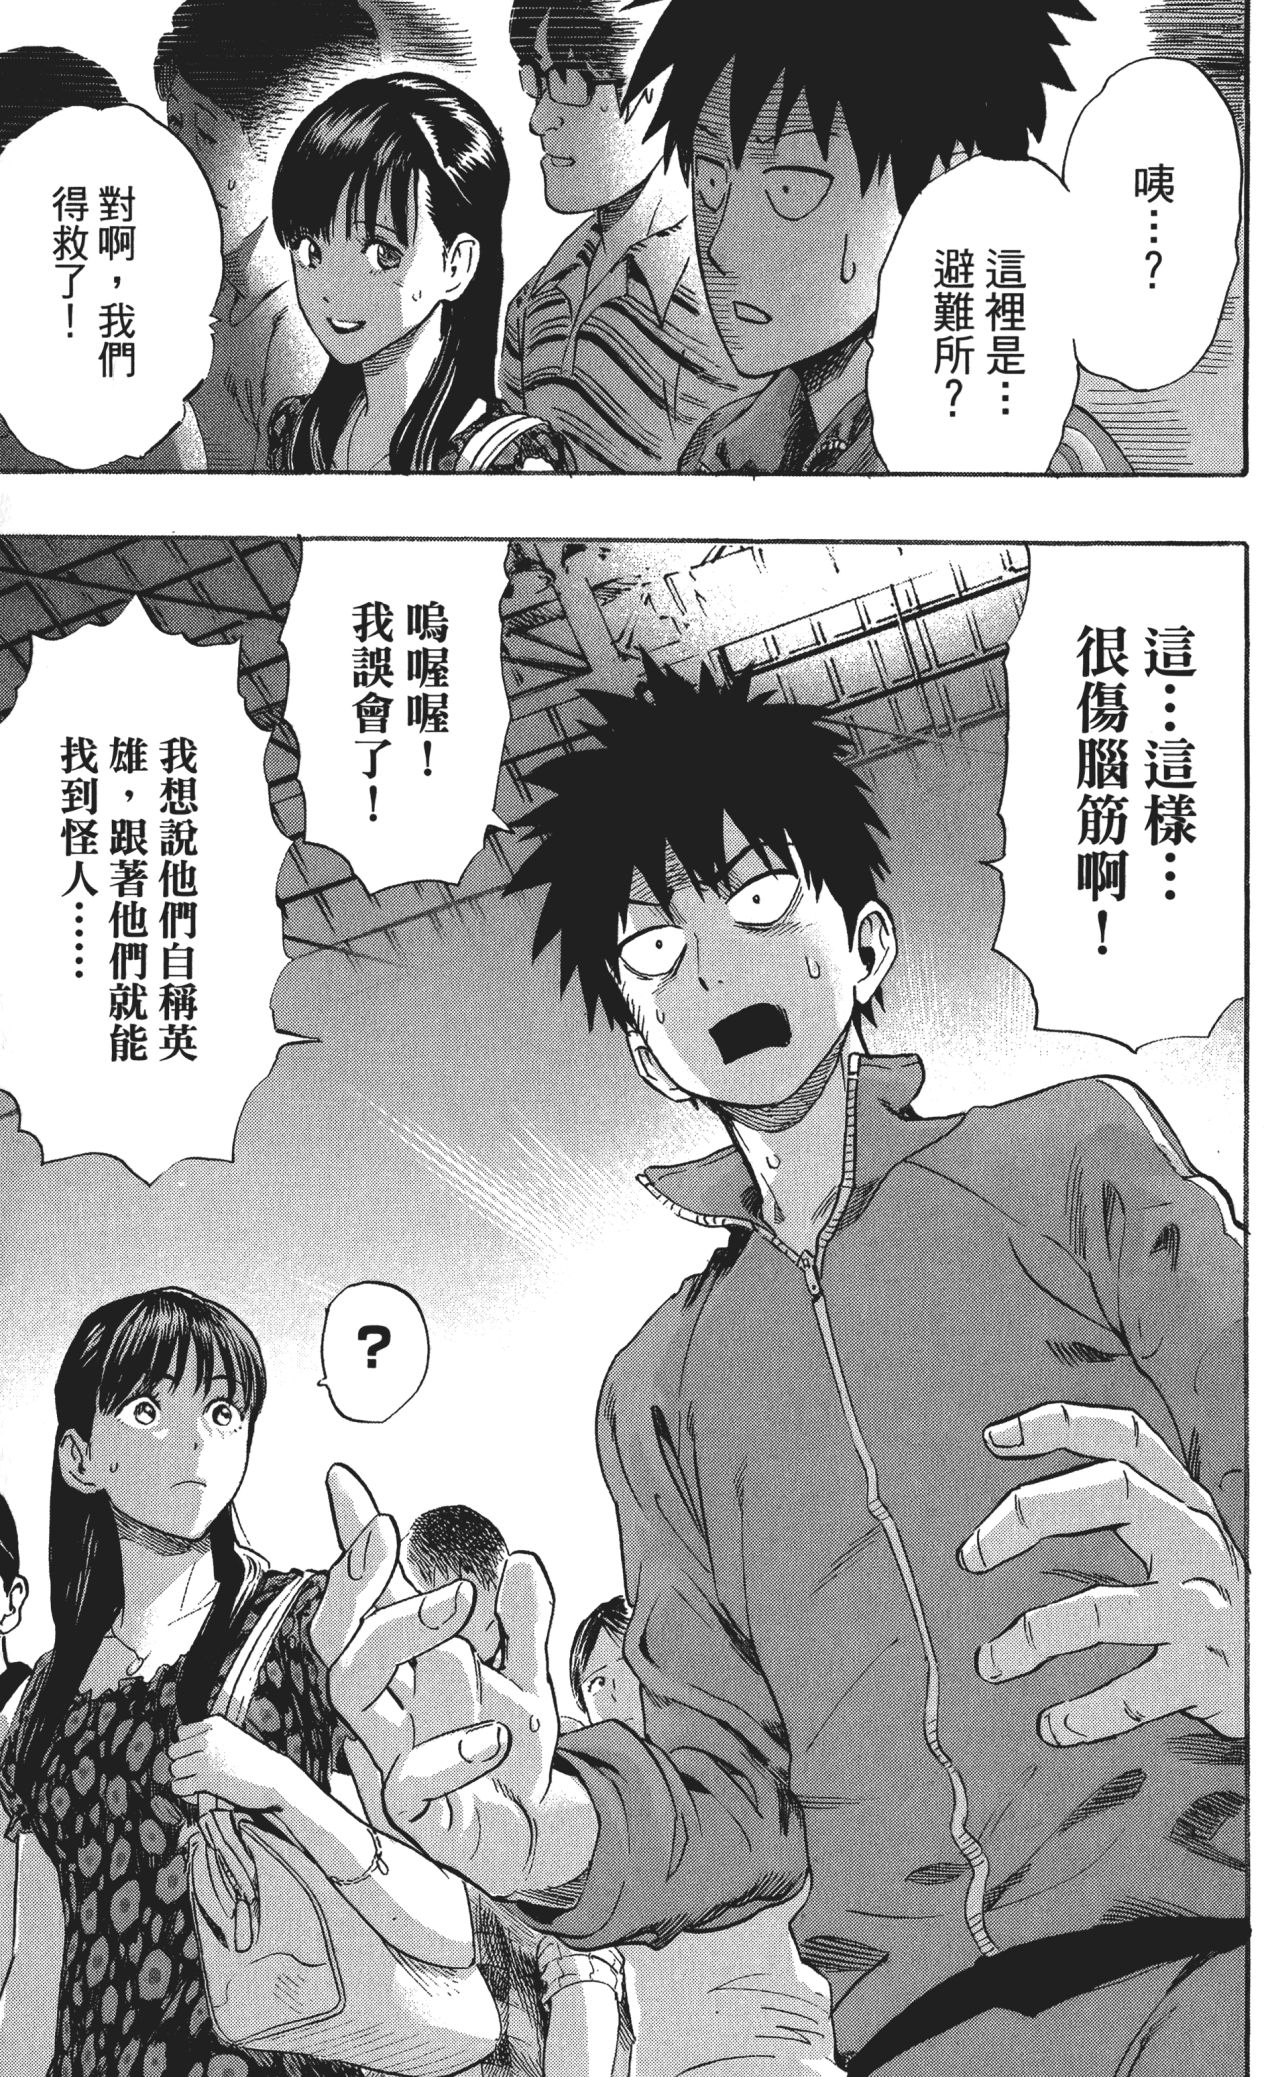 咦…？
這裡是…
避難所？
對啊，我們
得救了！
這…這樣…
很傷腦筋啊！
嗚喔喔！
我誤會了！
我想說他們自稱英
雄，跟著他們就能
找到怪人……
？